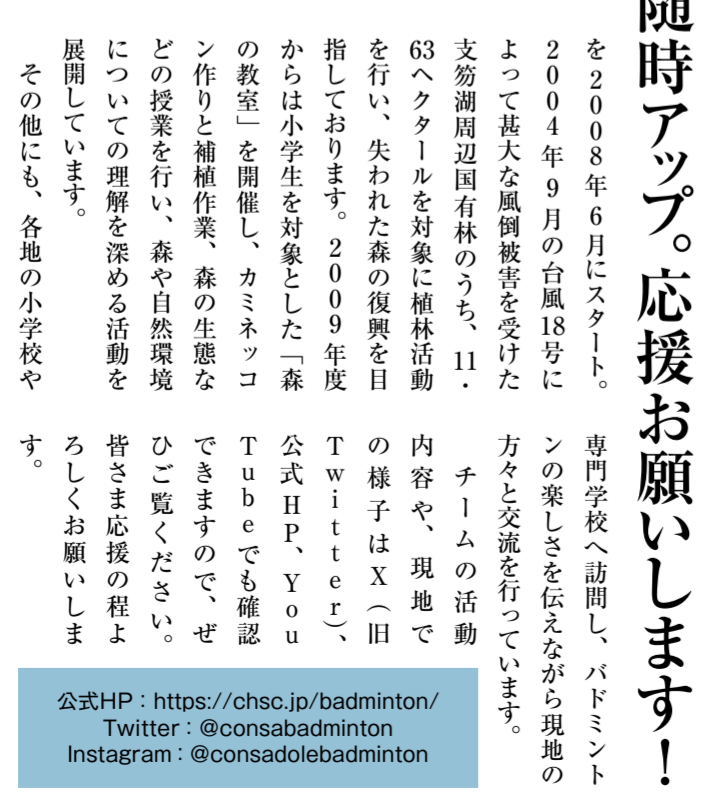 随時アップ。応援お願いします!
を2008年6月にスタート。
2004年9月の台風18号に
よって甚大な風倒被害を受けた
支笏湖周辺国有林のうち、11・
63ヘクタールを対象に植林活動
を行い、失われた森の復興を目
指しております。2009年度
からは小学生を対象とした「森
の教室」を開催し、カミネッコ
ン作りと補植作業、森の生態な
どの授業を行い、森や自然環境
についての理解を深める活動を
展開しています。
その他にも、各地の小学校や
専門学校へ訪問し、バドミント
ンの楽しさを伝えながら現地の
方々と交流を行っています。
チームの活動
内容や、現地で
の様子はX(旧
Twitter)、
公式HP、You
Tubeでも確認
できますので、ぜ
ひご覧ください。
皆さま応援の程よ
ろしくお願いしま
す。
公式HP:https://chsc.jp/badminton/
Twitter:@consabadminton
Instagram:@consadolebadminton